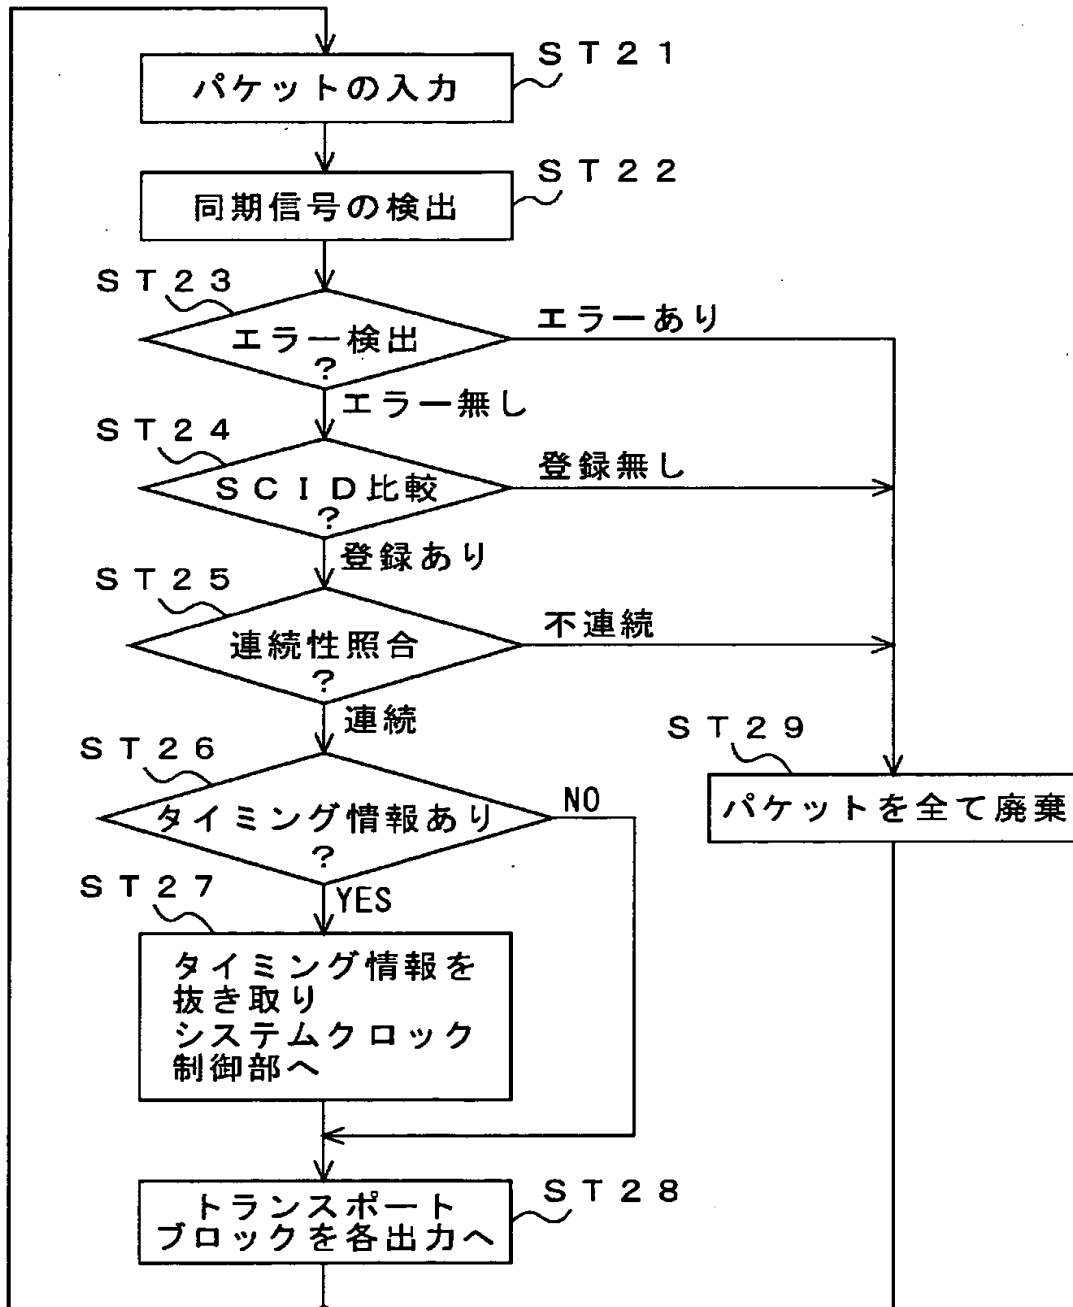 ST21
パケットの入力
ST22
同期信号の検出
ST23
エラー検出
?
エラーあり
エラー無し
ST24
SCID比較
?
登録無し
登録あり
ST25
連続性照合
?
不連続
連続
ST26
タイミング情報あり
?
NO
YES
ST29
パケットを全て廃棄
ST27
タイミング情報を
抜き取り
システムクロック
制御部へ
ST28
トランスポート
ブロックを各出力へ